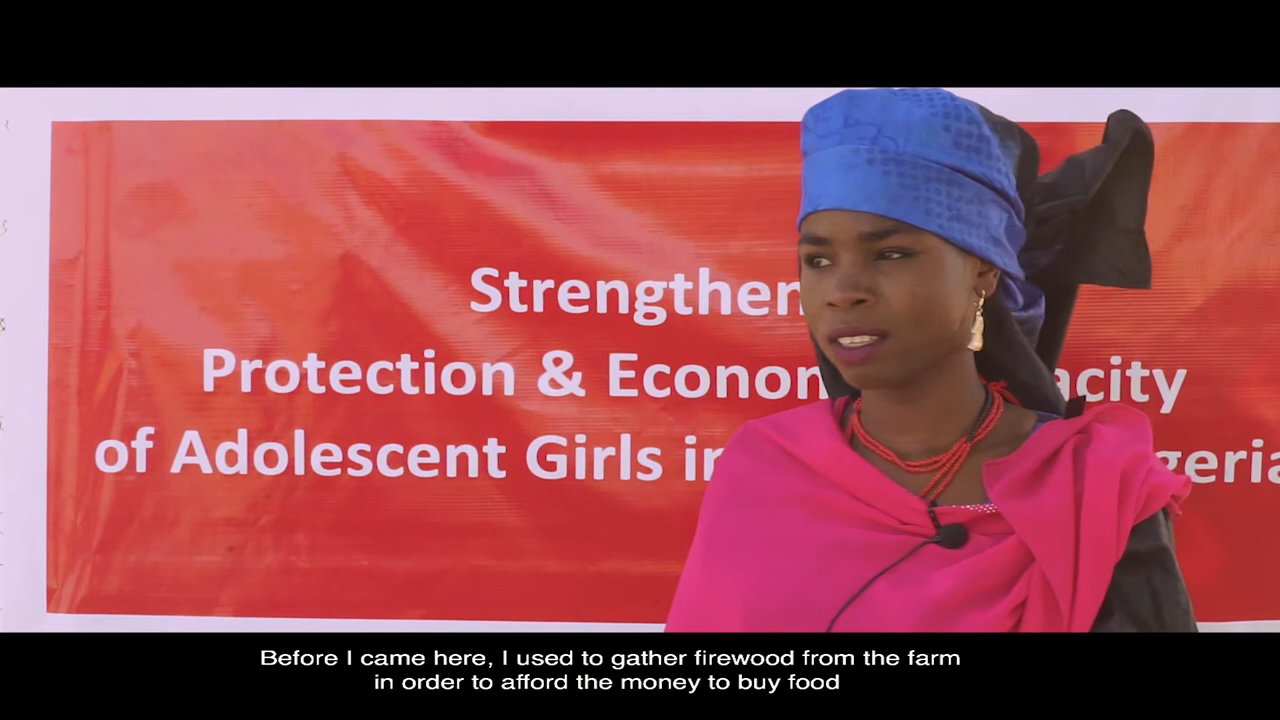 Strengthen
Protection & Econom acity
of Adolescent Girls in geria
Before I came here, I used to gather firewood from the farm
in order to afford the money to buy food